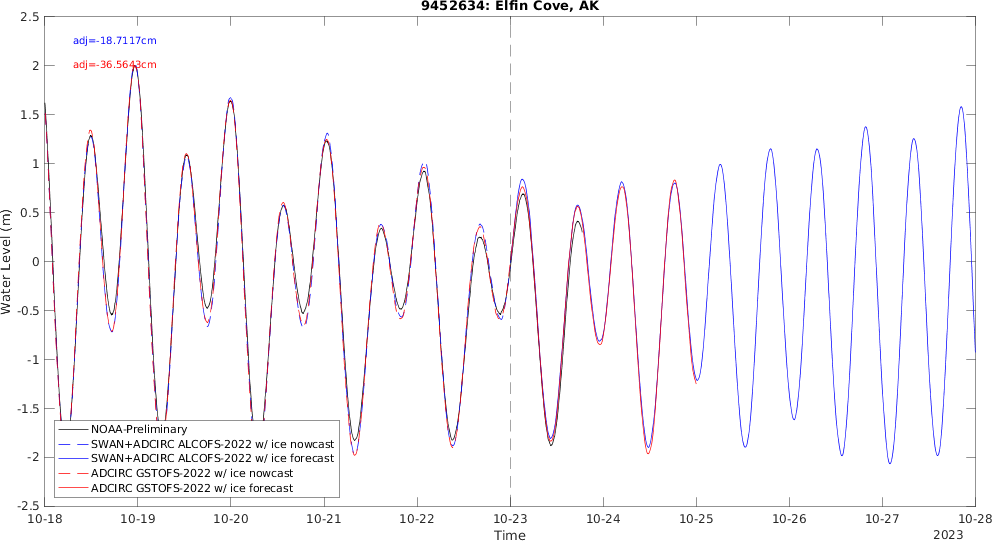 9452634: Elfin Cove, AK
adj=-18.7117cm
adj=-36.5643cm
2.5
2
1.5
1
0.5
0
-0.5
-1
-1.5
-2
-2.5
Water Level (m)
NOAA-Preliminary
SWAN+ADCIRC ALCOFS-2022 w/ ice nowcast
SWAN+ADCIRC ALCOFS-2022 w/ ice forecast
ADCIRC GSTOFS-2022 w/ ice nowcast
ADCIRC GSTOFS-2022 w/ ice forecast
10-18 10-19 10-20 10-21 10-22 10-23 10-24 10-25 10-26 10-27 10-28
Time
2023